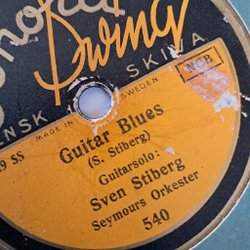 Swing
NSK
SKIVA
MADE IN SWEDEN
NCB
Guitar Blues
(S. Stiberg)
Guitarsolo:
Sven Stiberg
Seymours Orkester
540